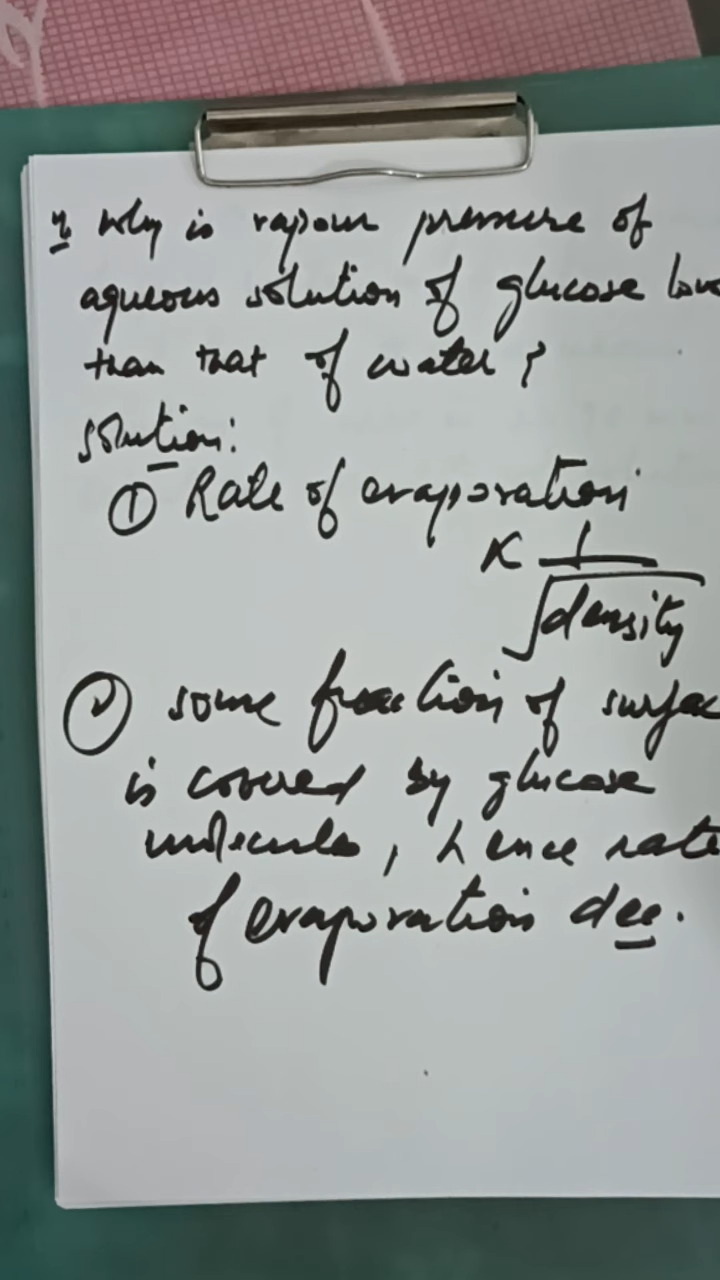 Q Why is vapour pressure of
aqueous solution of glucose low
than that of water ?
Solution:
① Rate of evaporation
∝ 1/√density
② some fraction of surfac
is covered by glucose
molecules, hence rate
of evaporation dec.